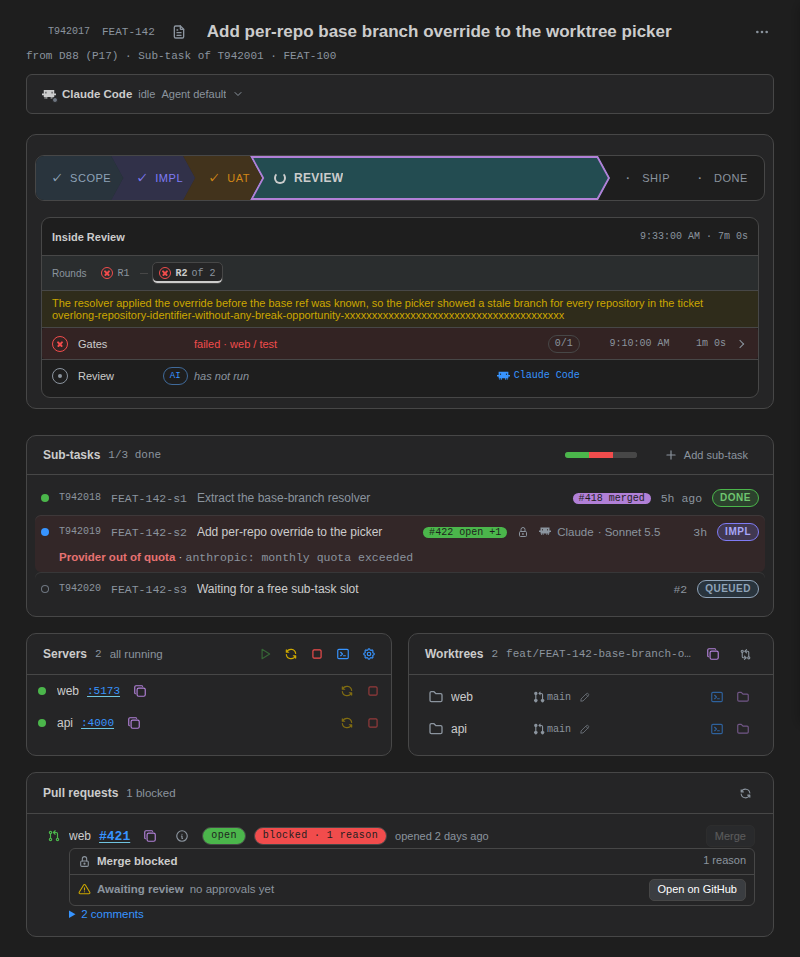 T942017 FEAT-142 Add per-repo base branch override to the worktree picker
from D88 (P17) · Sub-task of T942001 · FEAT-100
Claude Code idle Agent default
SCOPE IMPL UAT REVIEW SHIP DONE
Inside Review 9:33:00 AM · 7m 0s
Rounds R1 R2 of 2
The resolver applied the override before the base ref was known, so the picker showed a stale branch for every repository in the ticket
overlong-repository-identifier-without-any-break-opportunity-xxxxxxxxxxxxxxxxxxxxxxxxxxxxxxxxxxxxxxxx
Gates failed · web / test 0/1 9:10:00 AM 1m 0s
Review AI has not run Claude Code
Sub-tasks 1/3 done Add sub-task
T942018 FEAT-142-s1 Extract the base-branch resolver #418 merged 5h ago DONE
T942019 FEAT-142-s2 Add per-repo override to the picker #422 open +1 Claude · Sonnet 5.5 3h IMPL
Provider out of quota · anthropic: monthly quota exceeded
T942020 FEAT-142-s3 Waiting for a free sub-task slot #2 QUEUED
Servers 2 all running
web :5173
api :4000
Worktrees 2 feat/FEAT-142-base-branch-o…
web main
api main
Pull requests 1 blocked
web #421 open blocked · 1 reason opened 2 days ago Merge
Merge blocked 1 reason
Awaiting review no approvals yet Open on GitHub
2 comments